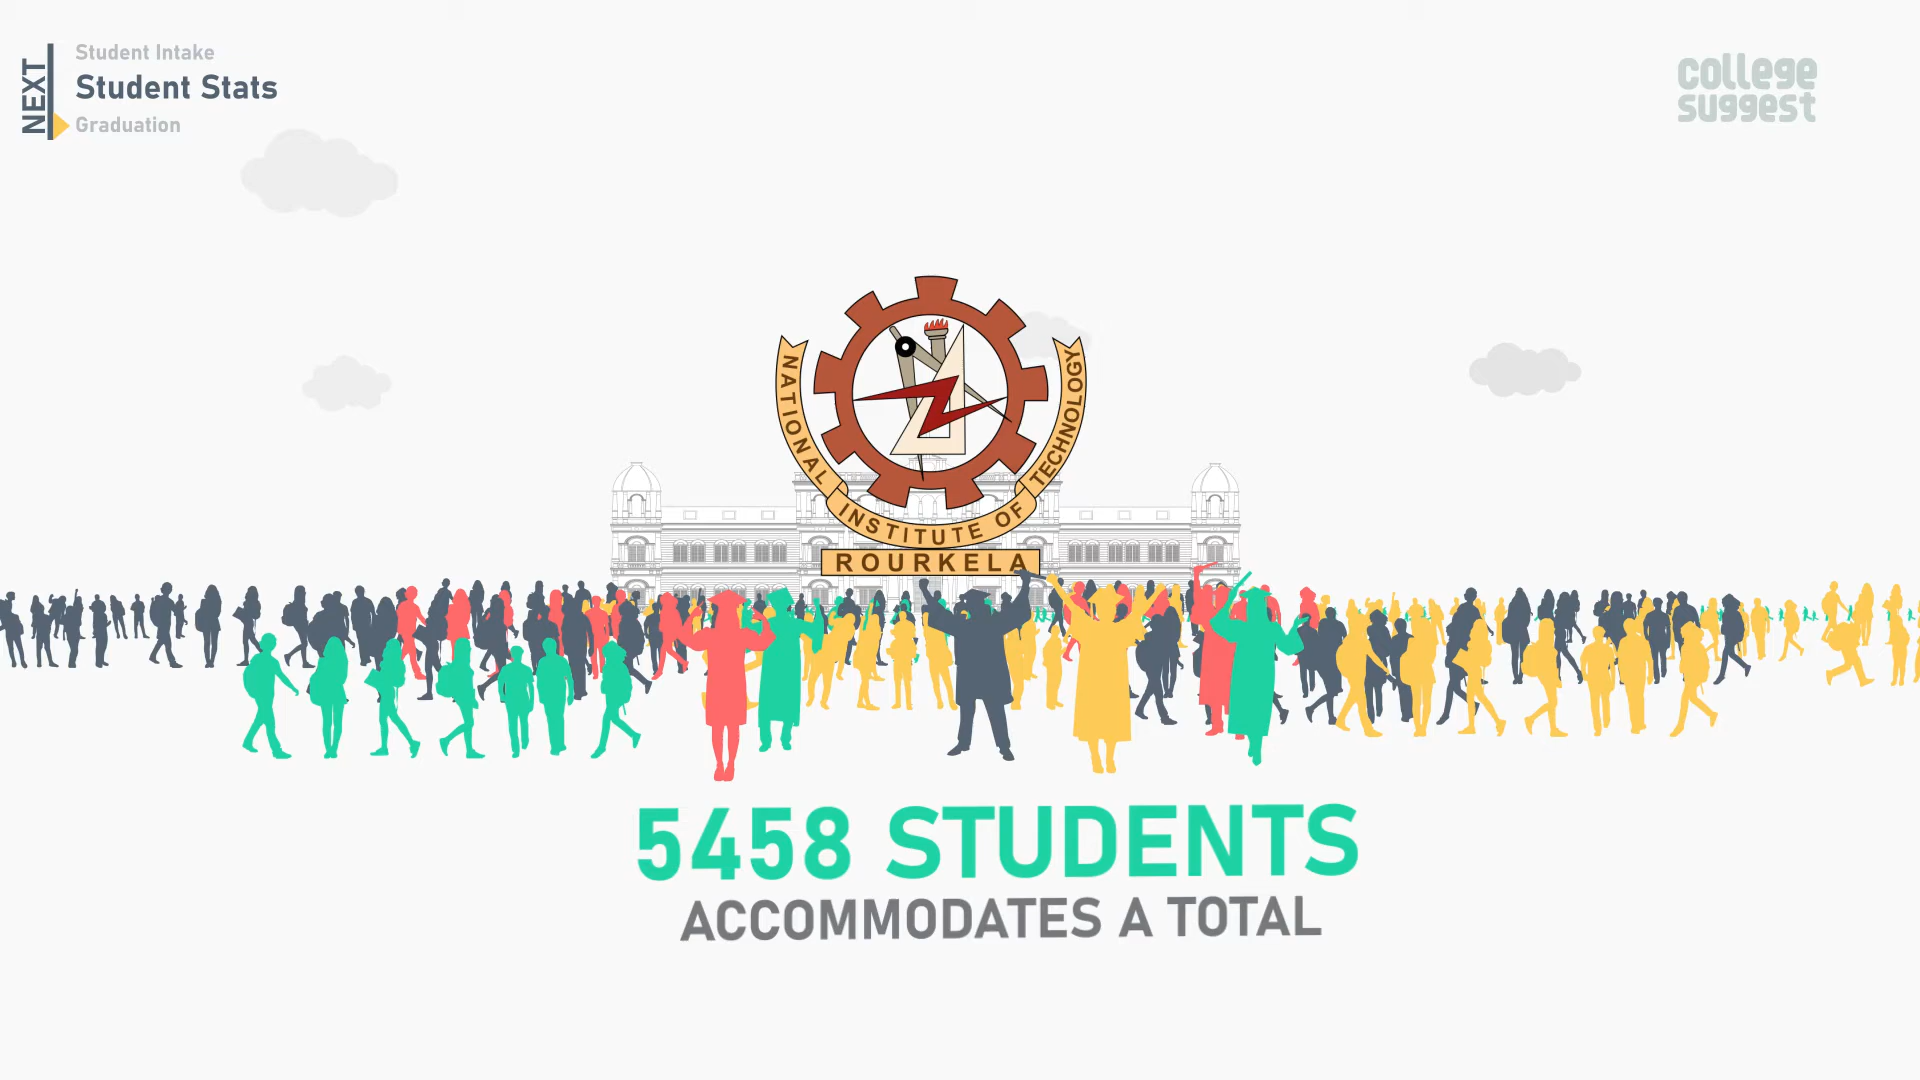 NEXT
Student Intake
Student Stats
Graduation
college
suggest
NATIONAL INSTITUTE OF TECHNOLOGY
ROURKELA
5458 STUDENTS
ACCOMMODATES A TOTAL